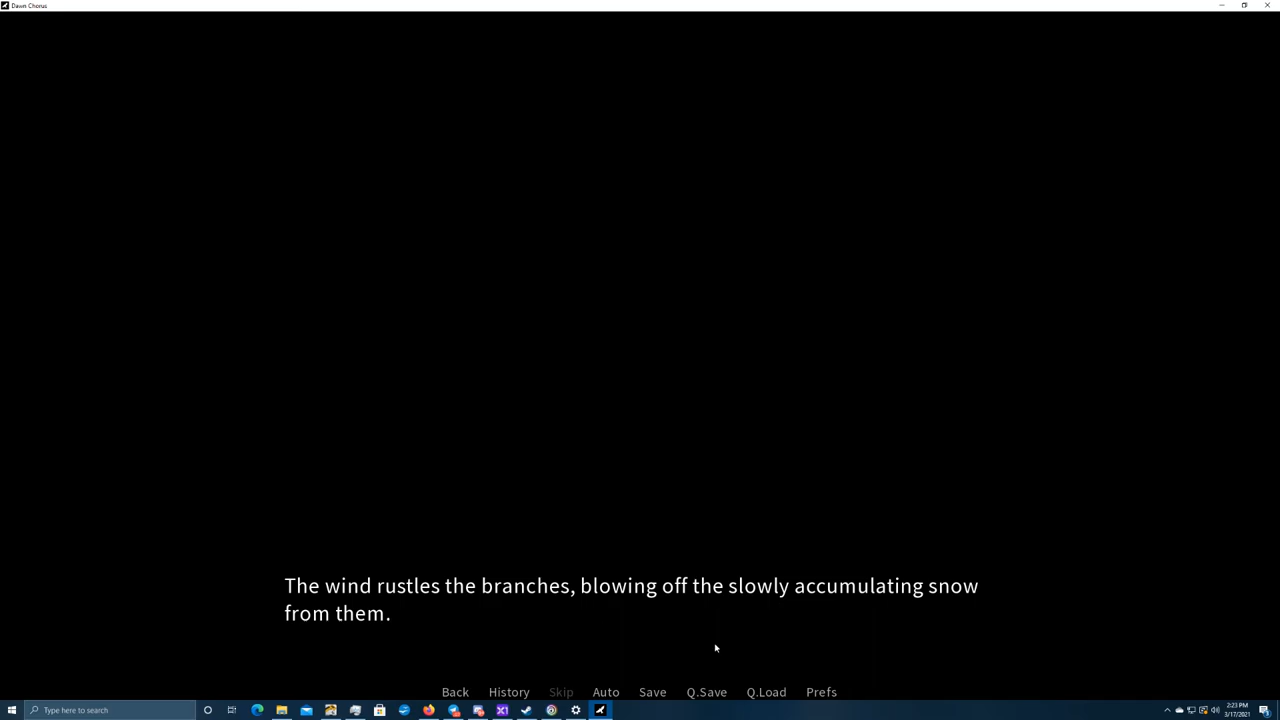 Dawn Chorus
The wind rustles the branches, blowing off the slowly accumulating snow
from them.
Back History Skip Auto Save Q.Save Q.Load Prefs
Type here to search
2:23 PM
3/17/2021